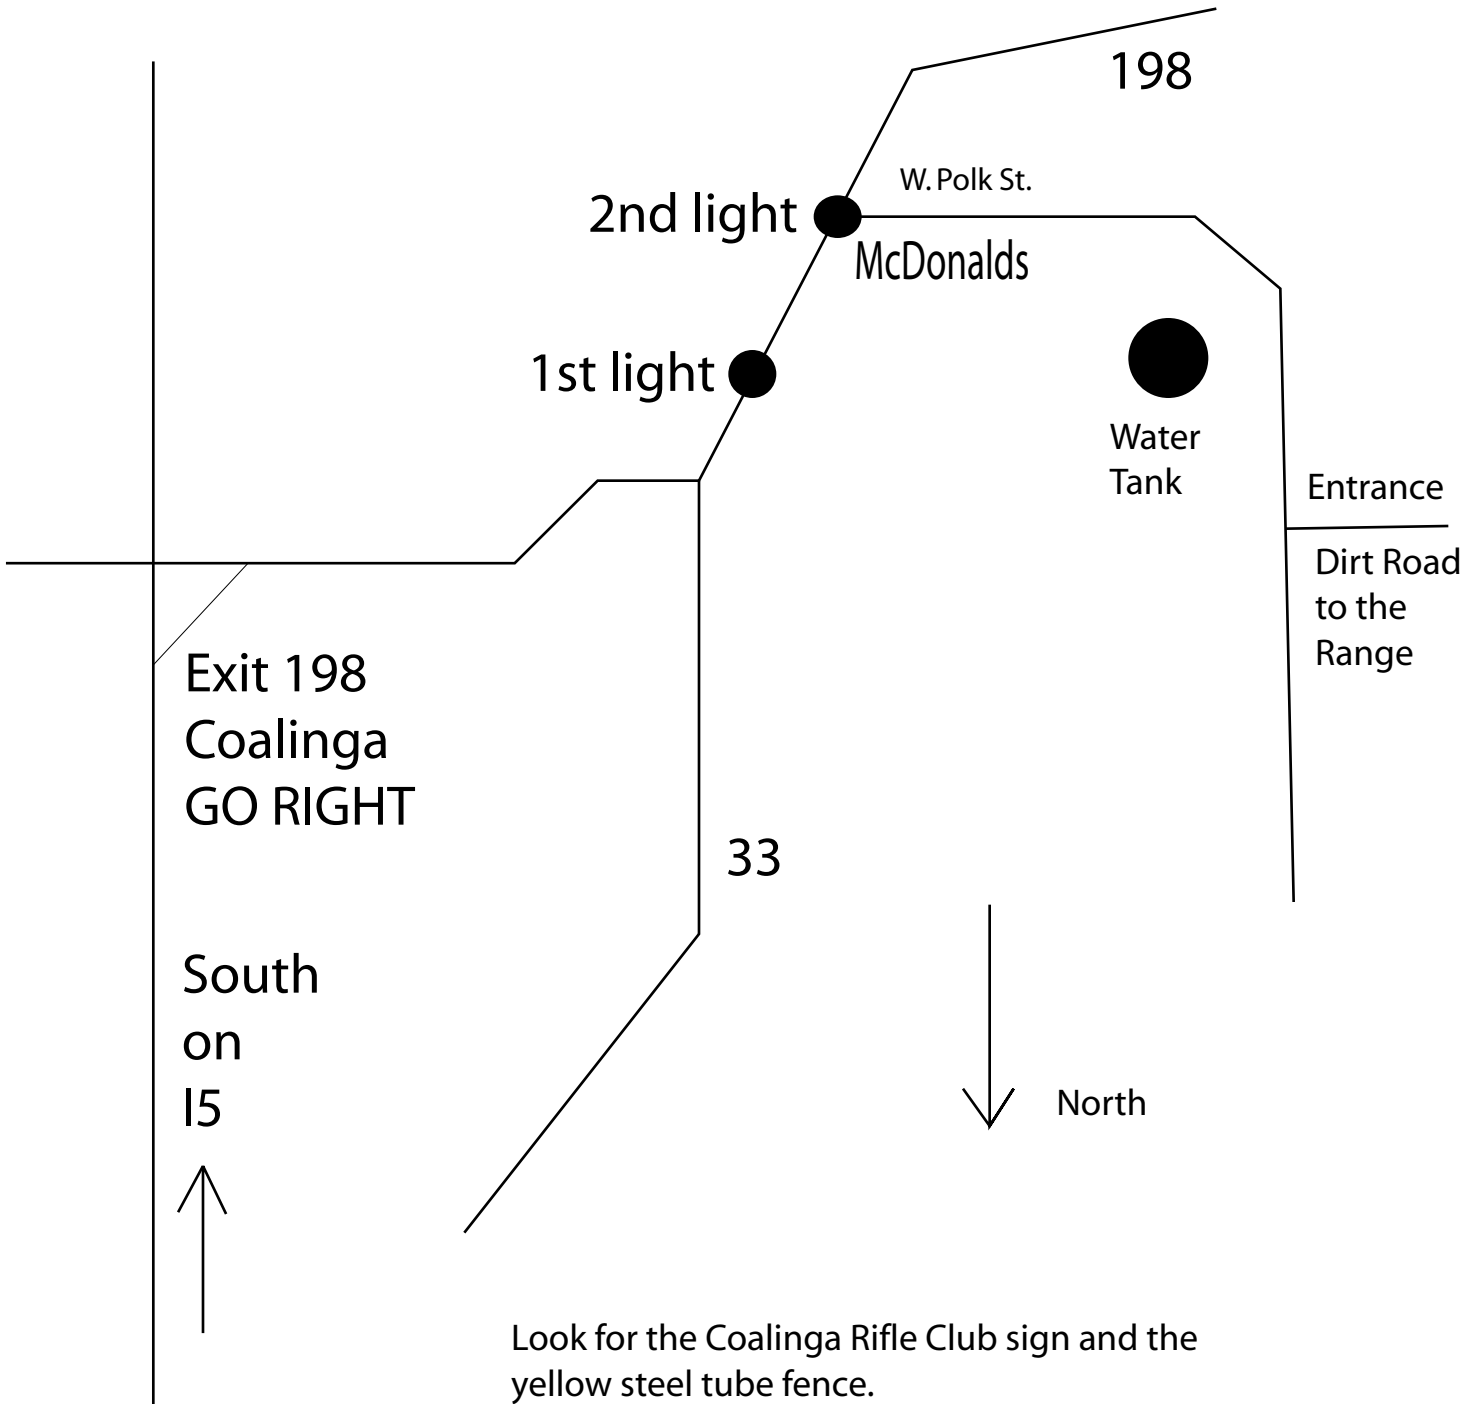 198
W. Polk St.
2nd light
McDonalds
1st light
Water
Tank
Entrance
Dirt Road
to the
Range
Exit 198
Coalinga
GO RIGHT
33
South
on
I5
North
Look for the Coalinga Rifle Club sign and the
yellow steel tube fence.